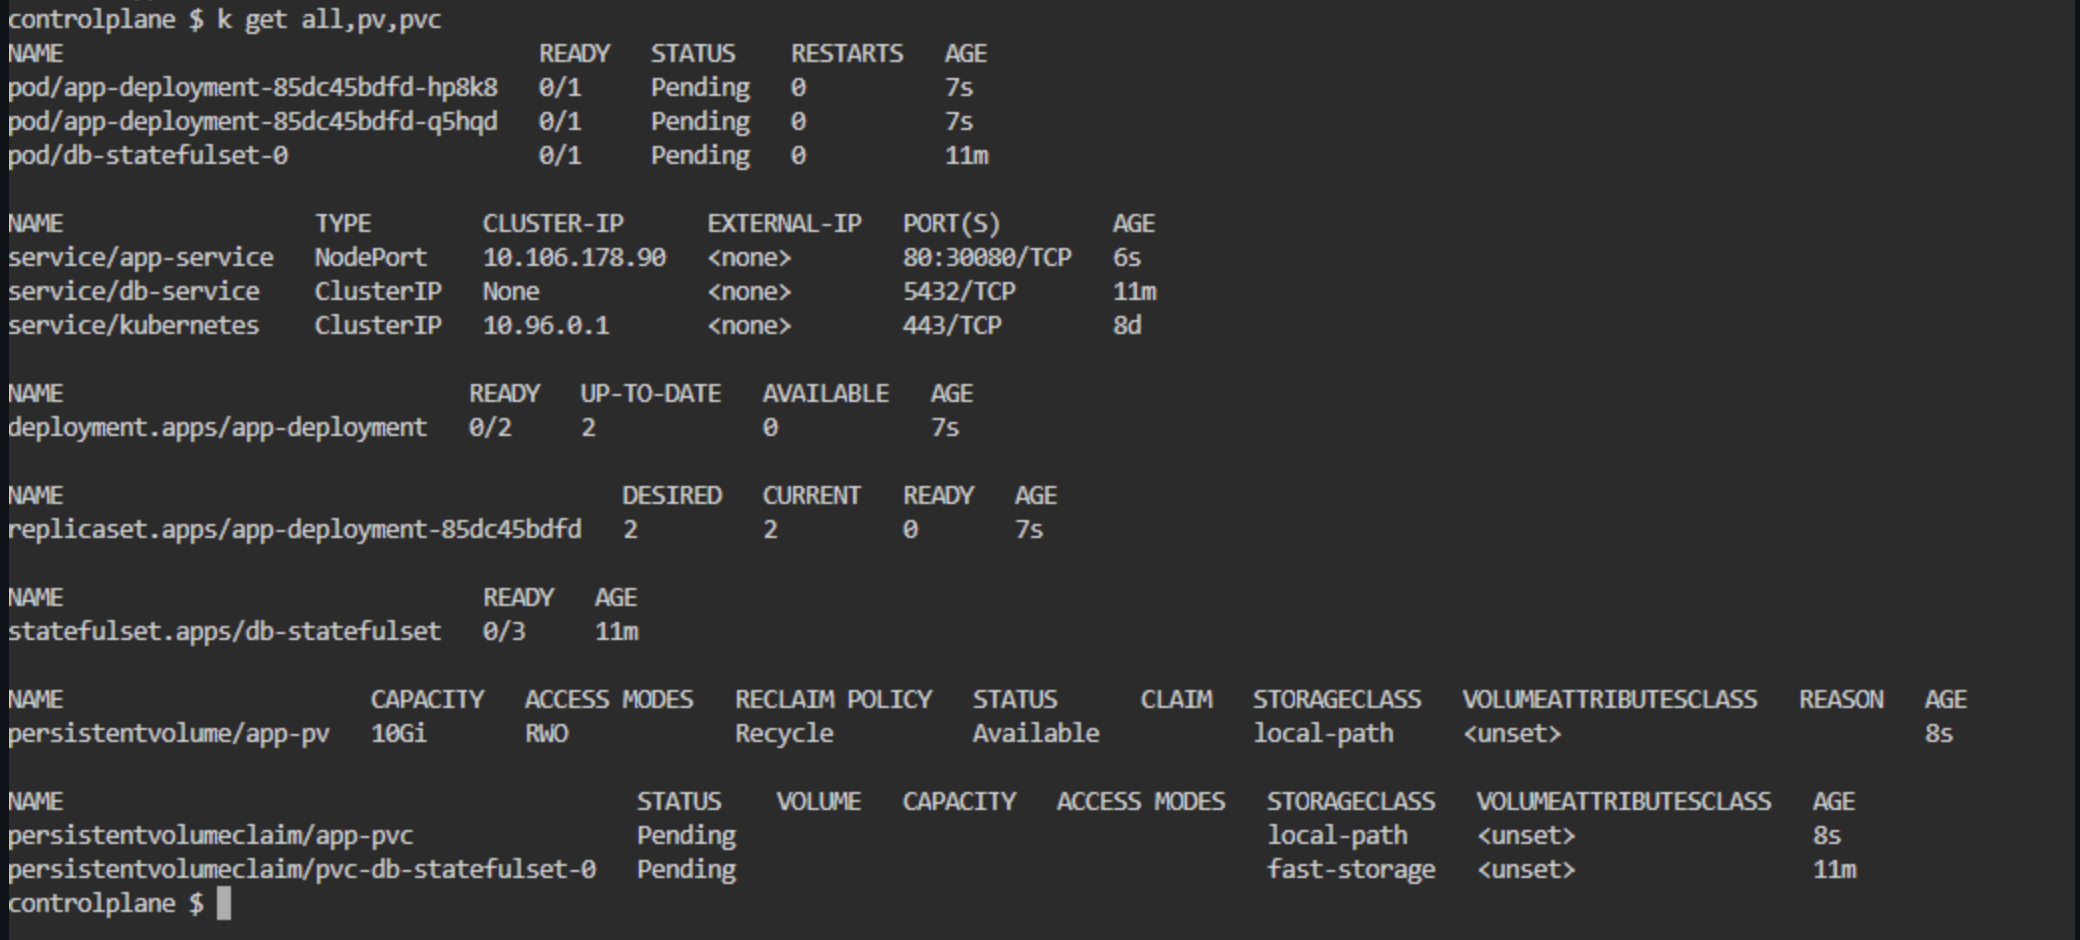 controlplane $ k get all,pv,pvc
NAME READY STATUS RESTARTS AGE
pod/app-deployment-85dc45bdfd-hp8k8 0/1 Pending 0 7s
pod/app-deployment-85dc45bdfd-q5hqd 0/1 Pending 0 7s
pod/db-statefulset-0 0/1 Pending 0 11m
NAME TYPE CLUSTER-IP EXTERNAL-IP PORT(S) AGE
service/app-service NodePort 10.106.178.90 <none> 80:30080/TCP 6s
service/db-service ClusterIP None <none> 5432/TCP 11m
service/kubernetes ClusterIP 10.96.0.1 <none> 443/TCP 8d
NAME READY UP-TO-DATE AVAILABLE AGE
deployment.apps/app-deployment 0/2 2 0 7s
NAME DESIRED CURRENT READY AGE
replicaset.apps/app-deployment-85dc45bdfd 2 2 0 7s
NAME READY AGE
statefulset.apps/db-statefulset 0/3 11m
NAME CAPACITY ACCESS MODES RECLAIM POLICY STATUS CLAIM STORAGECLASS VOLUMEATTRIBUTESCLASS REASON AGE
persistentvolume/app-pv 10Gi RWO Recycle Available local-path <unset> 8s
NAME STATUS VOLUME CAPACITY ACCESS MODES STORAGECLASS VOLUMEATTRIBUTESCLASS AGE
persistentvolumeclaim/app-pvc Pending local-path <unset> 8s
persistentvolumeclaim/pvc-db-statefulset-0 Pending fast-storage <unset> 11m
controlplane $